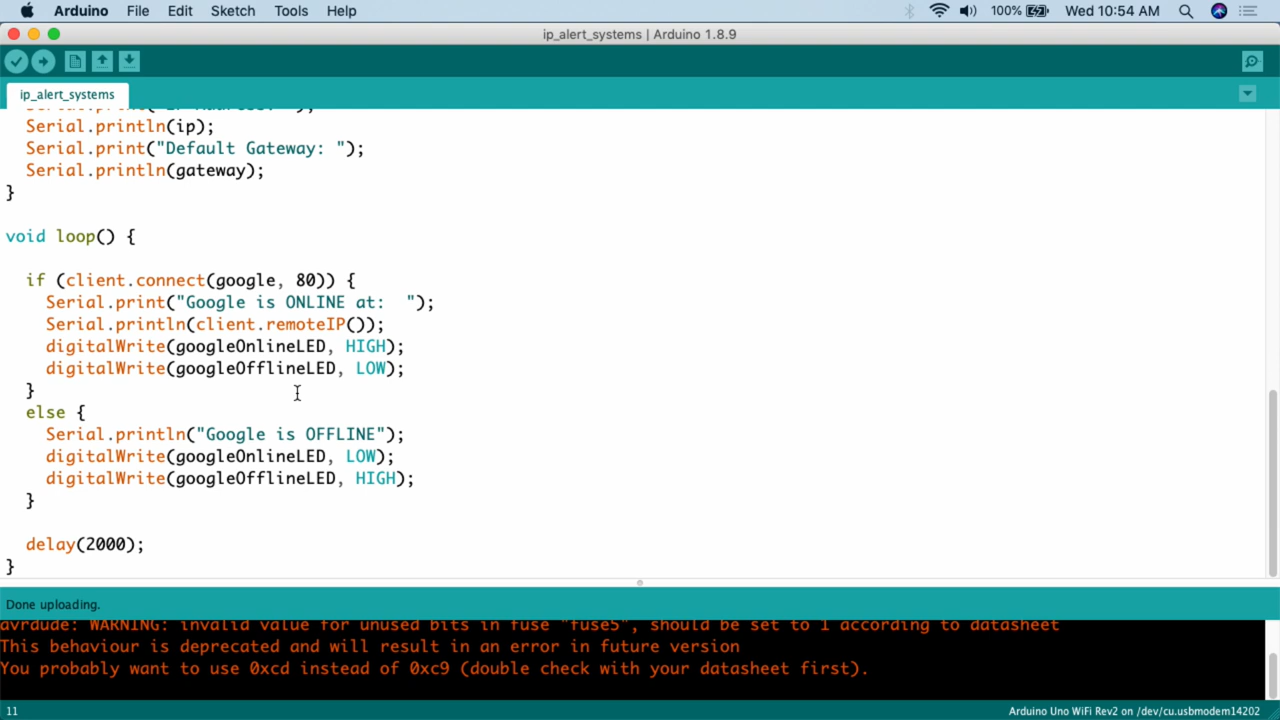 Arduino File Edit Sketch Tools Help 100% Wed 10:54 AM
ip_alert_systems | Arduino 1.8.9
ip_alert_systems
Serial.println(ip);
Serial.print("Default Gateway: ");
Serial.println(gateway);
}
void loop() {
if (client.connect(google, 80)) {
Serial.print("Google is ONLINE at:  ");
Serial.println(client.remoteIP());
digitalWrite(googleOnlineLED, HIGH);
digitalWrite(googleOfflineLED, LOW);
}
else {
Serial.println("Google is OFFLINE");
digitalWrite(googleOnlineLED, LOW);
digitalWrite(googleOfflineLED, HIGH);
}
delay(2000);
}
Done uploading.
avrdude: WARNING: invalid value for unused bits in fuse "fuse5", should be set to 1 according to datasheet
This behaviour is deprecated and will result in an error in future version
You probably want to use 0xcd instead of 0xc9 (double check with your datasheet first).
11 Arduino Uno WiFi Rev2 on /dev/cu.usbmodem14202